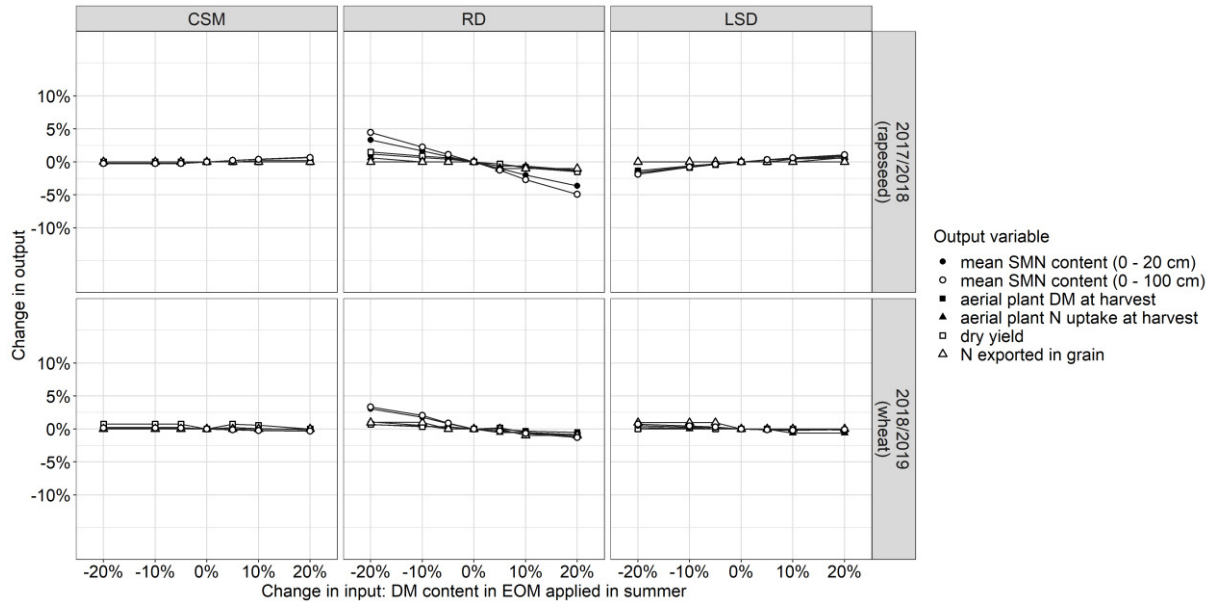 CSM
RD
LSD
10%
5%
0%
-5%
-10%
2017/2018
(rapeseed)
10%
5%
0%
-5%
-10%
2018/2019
(wheat)
Change in output
-20% -10% 0% 10% 20%
-20% -10% 0% 10% 20%
-20% -10% 0% 10% 20%
Change in input: DM content in EOM applied in summer
Output variable
mean SMN content (0 - 20 cm)
mean SMN content (0 - 100 cm)
aerial plant DM at harvest
aerial plant N uptake at harvest
dry yield
N exported in grain